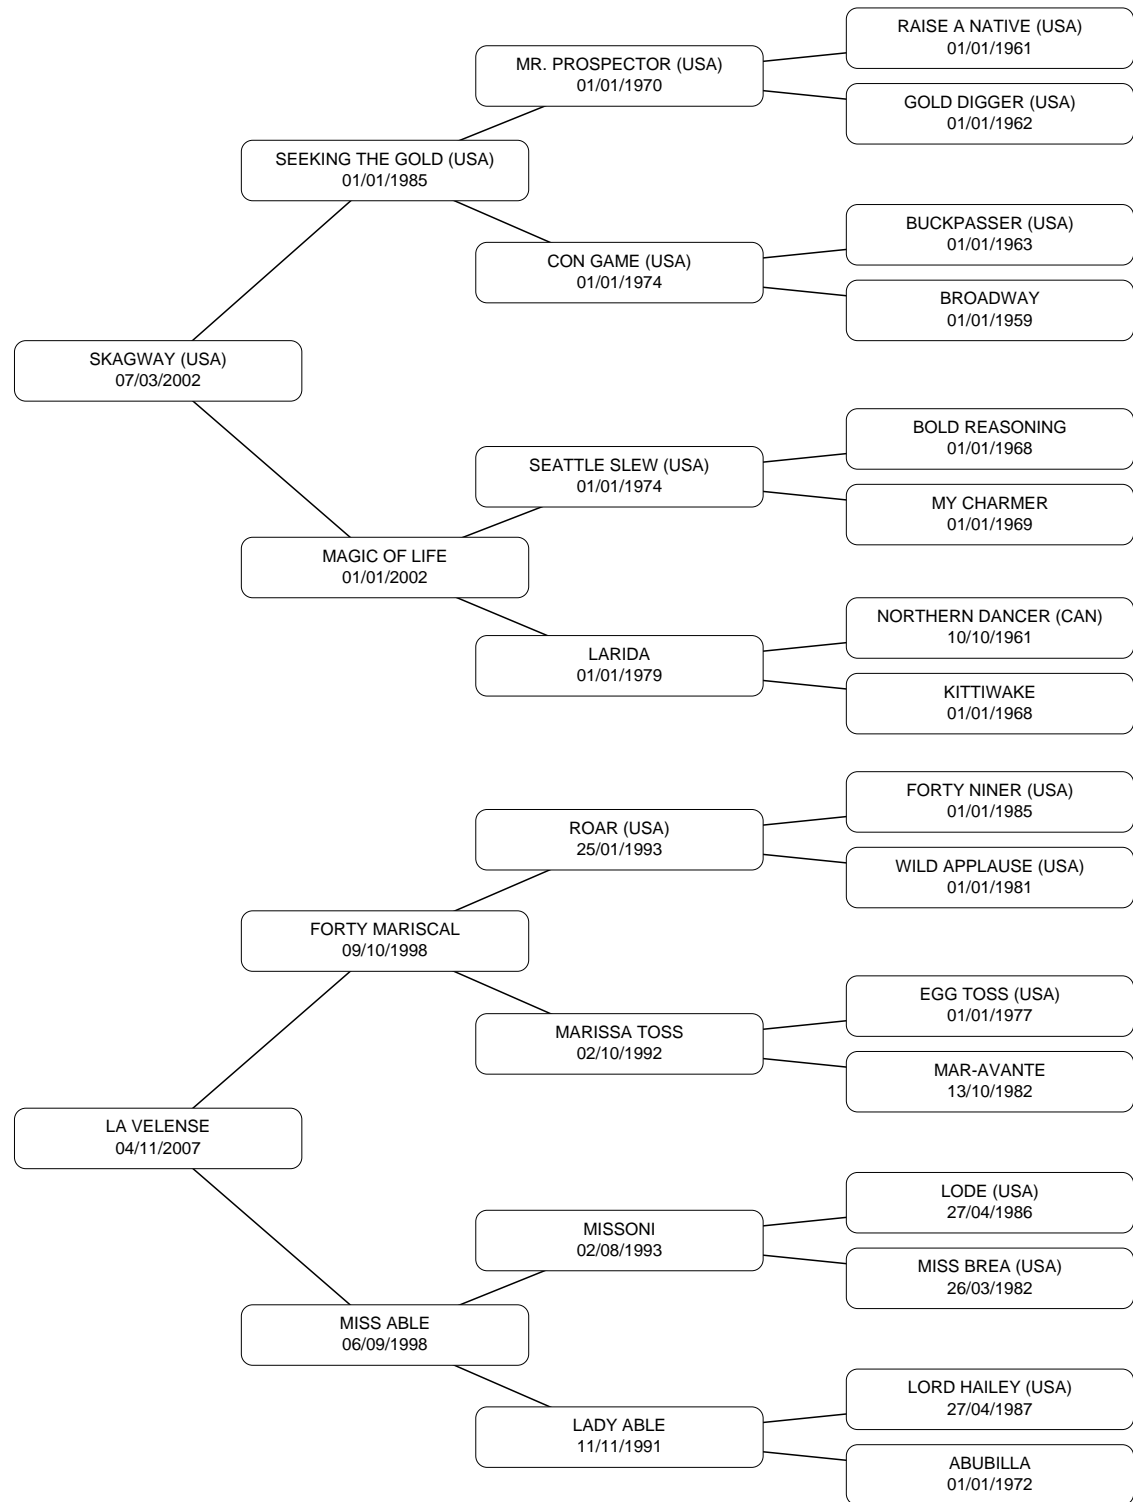 RAISE A NATIVE (USA)
01/01/1961
MR. PROSPECTOR (USA)
01/01/1970
GOLD DIGGER (USA)
01/01/1962
SEEKING THE GOLD (USA)
01/01/1985
BUCKPASSER (USA)
01/01/1963
CON GAME (USA)
01/01/1974
BROADWAY
01/01/1959
SKAGWAY (USA)
07/03/2002
BOLD REASONING
01/01/1968
SEATTLE SLEW (USA)
01/01/1974
MY CHARMER
01/01/1969
MAGIC OF LIFE
01/01/2002
NORTHERN DANCER (CAN)
10/10/1961
LARIDA
01/01/1979
KITTIWAKE
01/01/1968
FORTY NINER (USA)
01/01/1985
ROAR (USA)
25/01/1993
WILD APPLAUSE (USA)
01/01/1981
FORTY MARISCAL
09/10/1998
EGG TOSS (USA)
01/01/1977
MARISSA TOSS
02/10/1992
MAR-AVANTE
13/10/1982
LA VELENSE
04/11/2007
LODE (USA)
27/04/1986
MISSONI
02/08/1993
MISS BREA (USA)
26/03/1982
MISS ABLE
06/09/1998
LORD HAILEY (USA)
27/04/1987
LADY ABLE
11/11/1991
ABUBILLA
01/01/1972